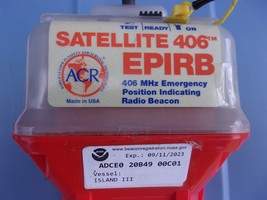 TEST READY ON
SATELLITE 406™
EPIRB
ACR
Made in USA
406 MHz Emergency
Position Indicating
Radio Beacon
www.beaconregistration.noaa.gov
Exp.: 09/11/2023
ADCE0 20B49 00C01
Vessel:
ISLAND III